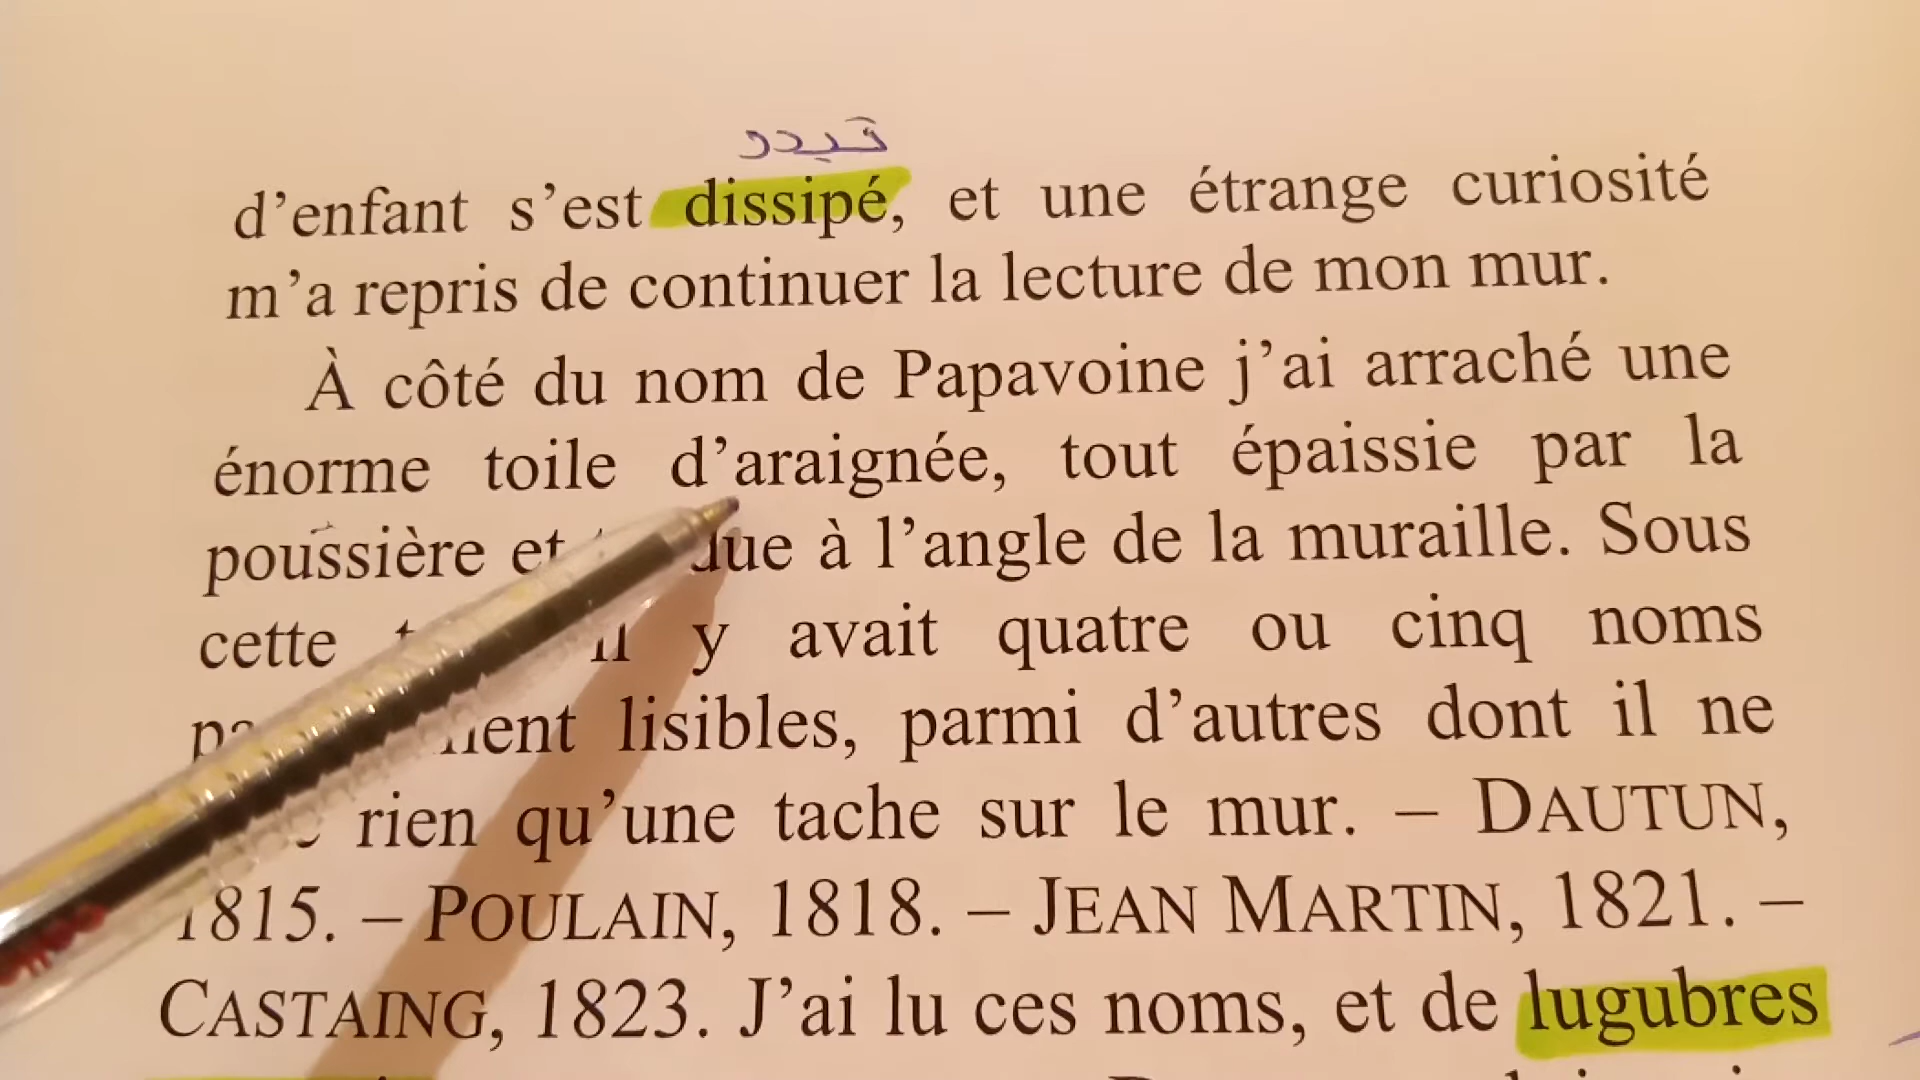 تبدد
d’enfant s’est dissipé, et une étrange curiosité
m’a repris de continuer la lecture de mon mur.
À côté du nom de Papavoine j’ai arraché une
énorme toile d’araignée, tout épaissie par la
poussière et due à l’angle de la muraille. Sous
cette il y avait quatre ou cinq noms
lisibles, parmi d’autres dont il ne
rien qu’une tache sur le mur. – DAUTUN,
1815. – POULAIN, 1818. – JEAN MARTIN, 1821. –
CASTAING, 1823. J’ai lu ces noms, et de lugubres